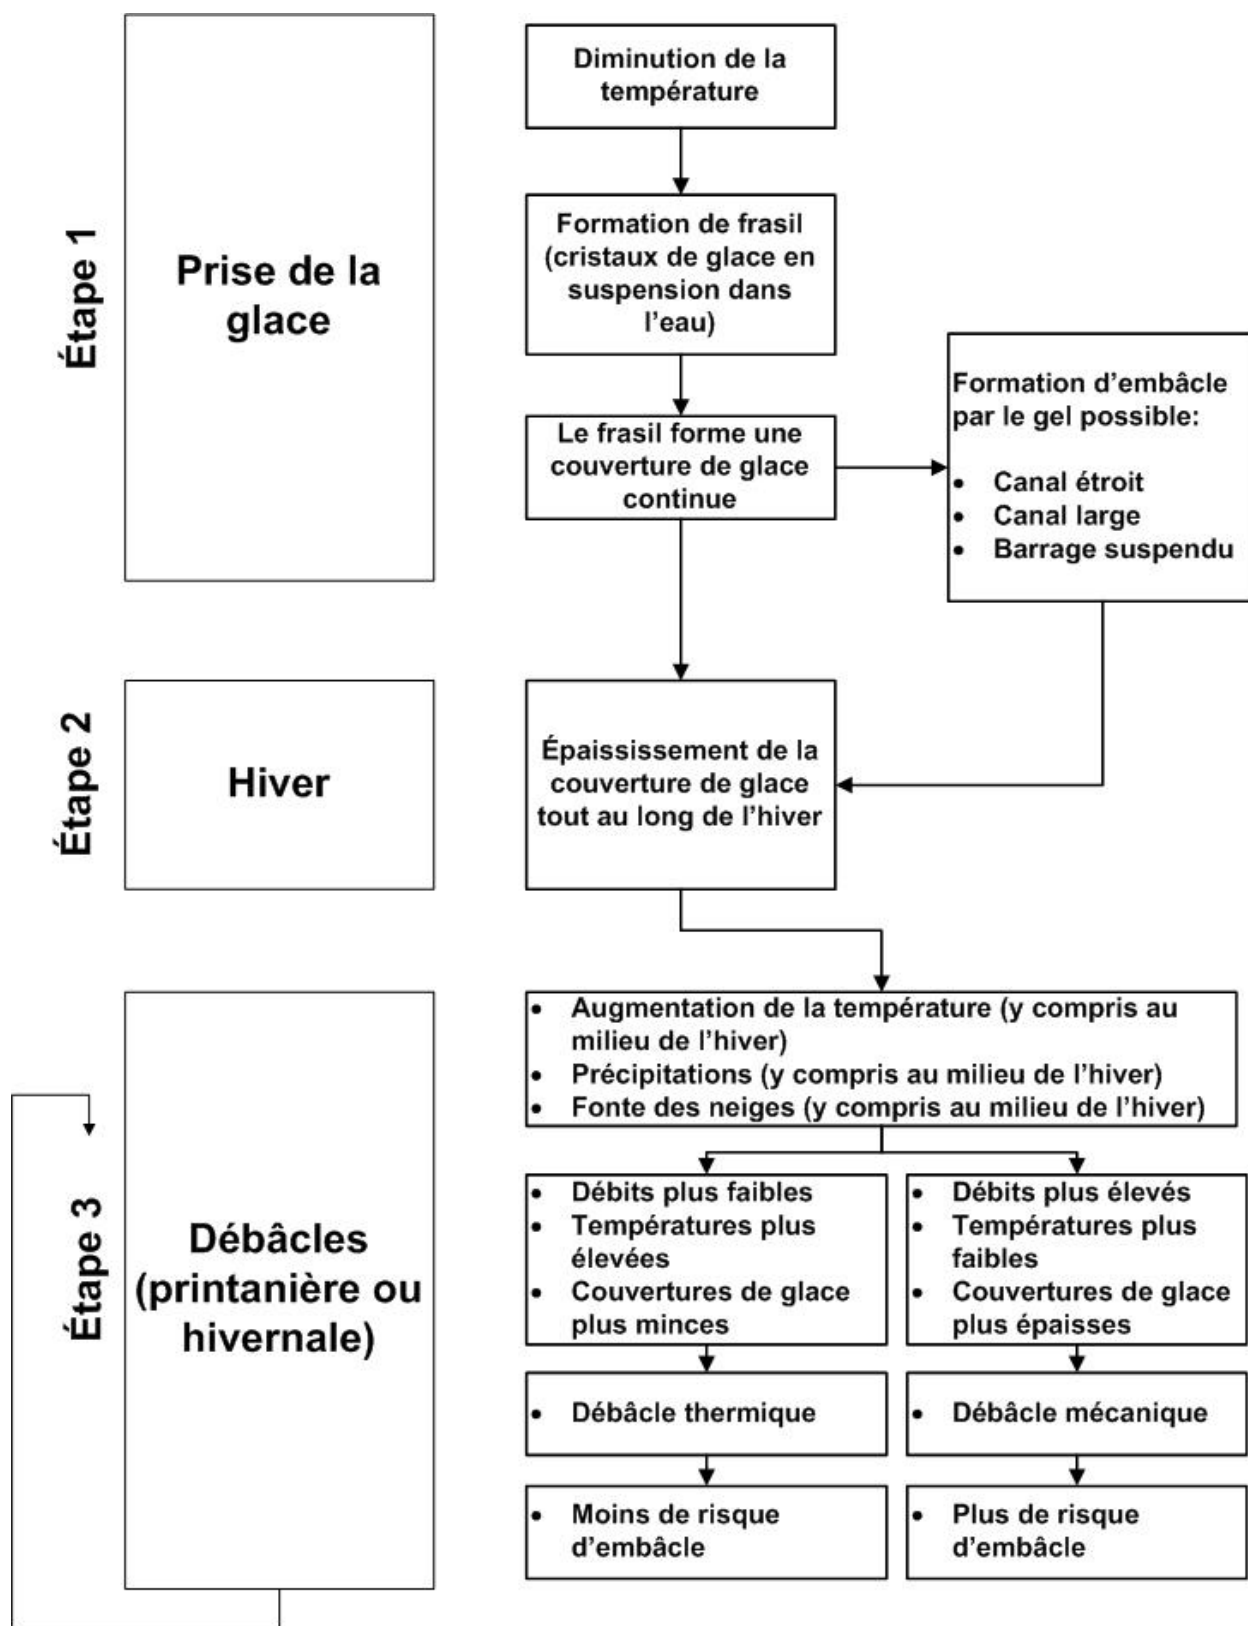 Étape 1
Prise de la
glace
Diminution de la
température
Formation de frasil
(cristaux de glace en
suspension dans
l’eau)
Le frasil forme une
couverture de glace
continue
Formation d’embâcle
par le gel possible:
• Canal étroit
• Canal large
• Barrage suspendu
Étape 2
Hiver
Épaississement de la
couverture de glace
tout au long de l’hiver
Étape 3
Débâcles
(printanière ou
hivernale)
• Augmentation de la température (y compris au
milieu de l’hiver)
• Précipitations (y compris au milieu de l’hiver)
• Fonte des neiges (y compris au milieu de l’hiver)
• Débits plus faibles
• Températures plus
élevées
• Couvertures de glace
plus minces
• Débits plus élevés
• Températures plus
faibles
• Couvertures de glace
plus épaisses
• Débâcle thermique
• Débâcle mécanique
• Moins de risque
d’embâcle
• Plus de risque
d’embâcle